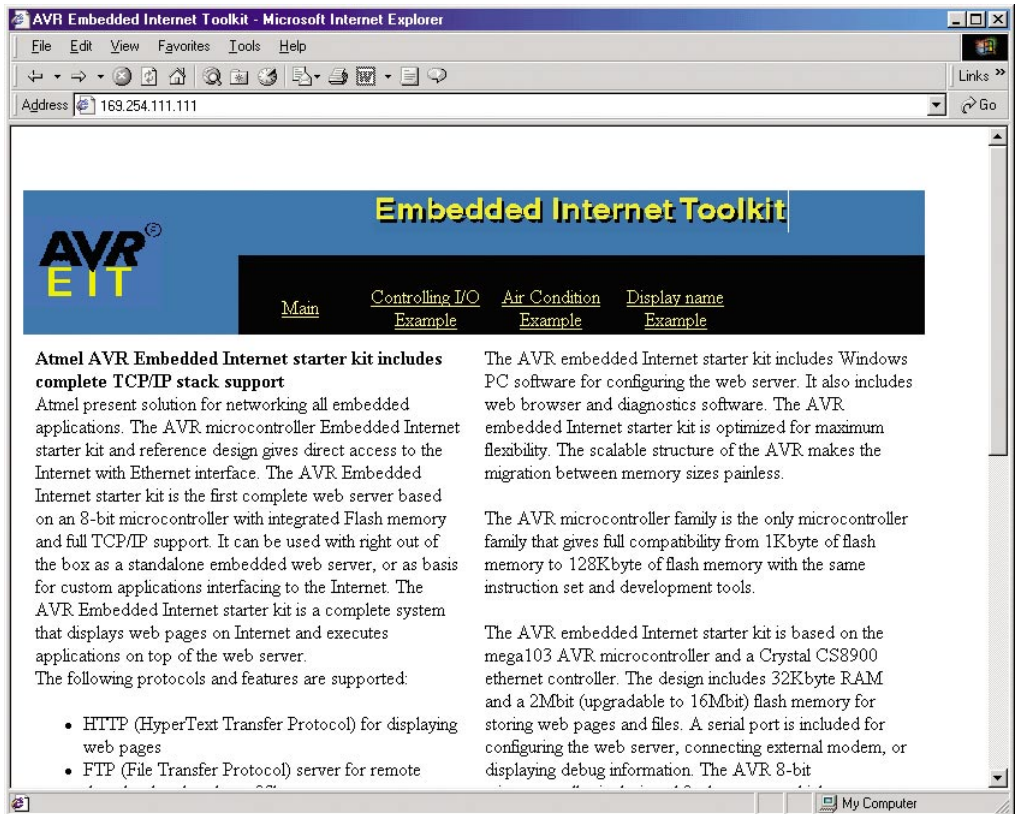 AVR Embedded Internet Toolkit - Microsoft Internet Explorer
File Edit View Favorites Tools Help
Links »
Address 169.254.111.111 Go
Embedded Internet Toolkit
AVR®
EIT
Main
Controlling I/O
Example
Air Condition
Example
Display name
Example
Atmel AVR Embedded Internet starter kit includes
complete TCP/IP stack support
Atmel present solution for networking all embedded
applications. The AVR microcontroller Embedded Internet
starter kit and reference design gives direct access to the
Internet with Ethernet interface. The AVR Embedded
Internet starter kit is the first complete web server based
on an 8-bit microcontroller with integrated Flash memory
and full TCP/IP support. It can be used with right out of
the box as a standalone embedded web server, or as basis
for custom applications interfacing to the Internet. The
AVR Embedded Internet starter kit is a complete system
that displays web pages on Internet and executes
applications on top of the web server.
The following protocols and features are supported:
• HTTP (HyperText Transfer Protocol) for displaying
web pages
• FTP (File Transfer Protocol) server for remote
The AVR embedded Internet starter kit includes Windows
PC software for configuring the web server. It also includes
web browser and diagnostics software. The AVR
embedded Internet starter kit is optimized for maximum
flexibility. The scalable structure of the AVR makes the
migration between memory sizes painless.
The AVR microcontroller family is the only microcontroller
family that gives full compatibility from 1Kbyte of flash
memory to 128Kbyte of flash memory with the same
instruction set and development tools.
The AVR embedded Internet starter kit is based on the
mega103 AVR microcontroller and a Crystal CS8900
ethernet controller. The design includes 32Kbyte RAM
and a 2Mbit (upgradable to 16Mbit) flash memory for
storing web pages and files. A serial port is included for
configuring the web server, connecting external modem, or
displaying debug information. The AVR 8-bit
My Computer